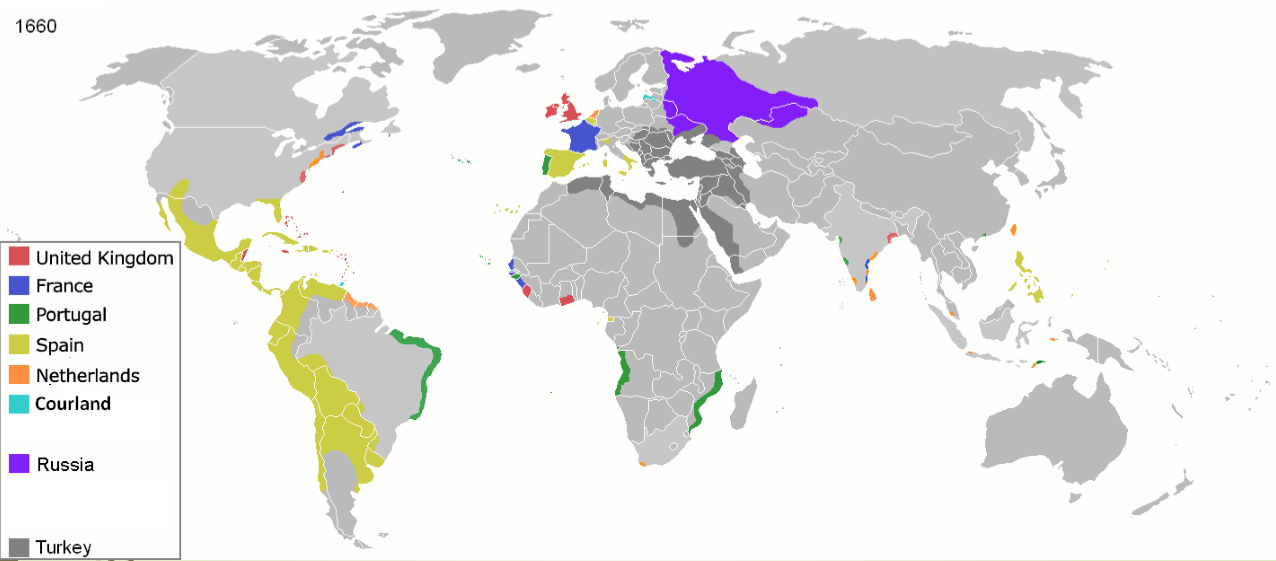 1660
United Kingdom
France
Portugal
Spain
Netherlands
Courland
Russia
Turkey